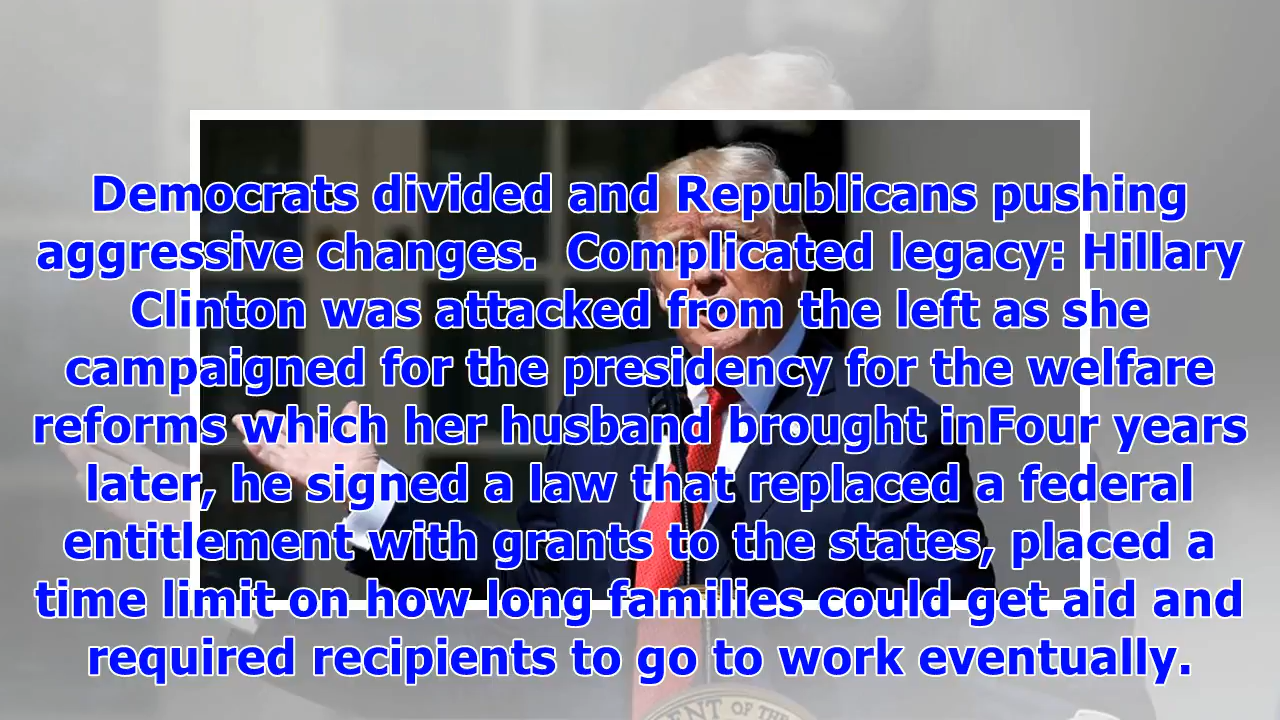 Democrats divided and Republicans pushing
aggressive changes.  Complicated legacy: Hillary
Clinton was attacked from the left as she
campaigned for the presidency for the welfare
reforms which her husband brought inFour years
later, he signed a law that replaced a federal
entitlement with grants to the states, placed a
time limit on how long families could get aid and
required recipients to go to work eventually.
ENT OF THE